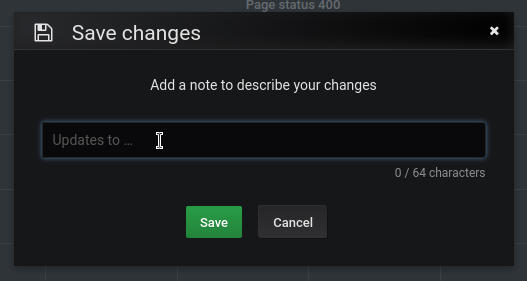 Page status 400
Save changes
Add a note to describe your changes
Updates to …
0 / 64 characters
Save
Cancel